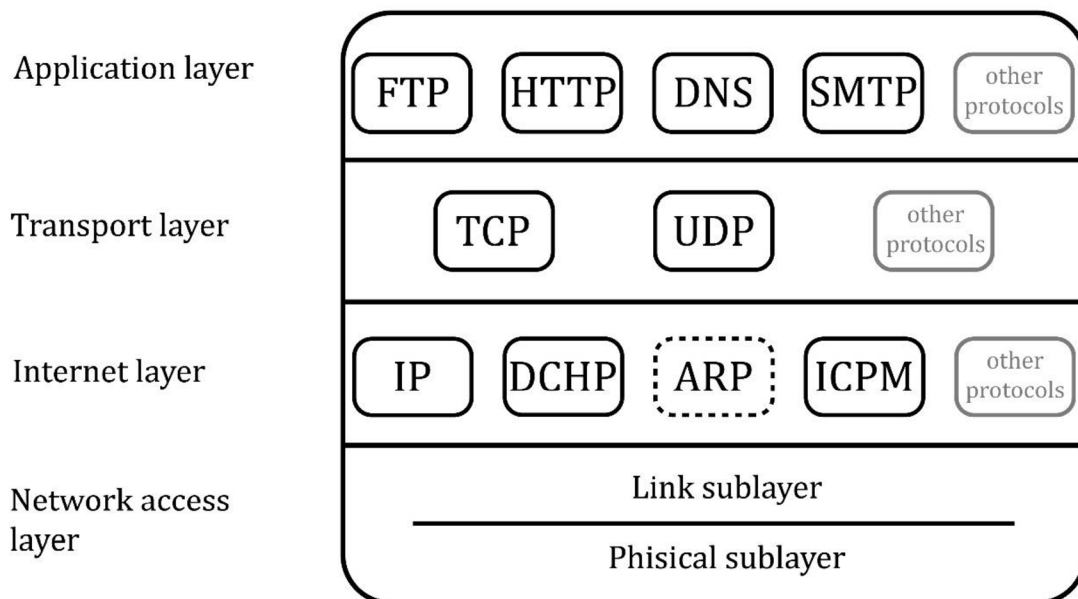 Application layer
FTP
HTTP
DNS
SMTP
other
protocols
Transport layer
TCP
UDP
other
protocols
Internet layer
IP
DCHP
ARP
ICPM
other
protocols
Network access
layer
Link sublayer
Phisical sublayer